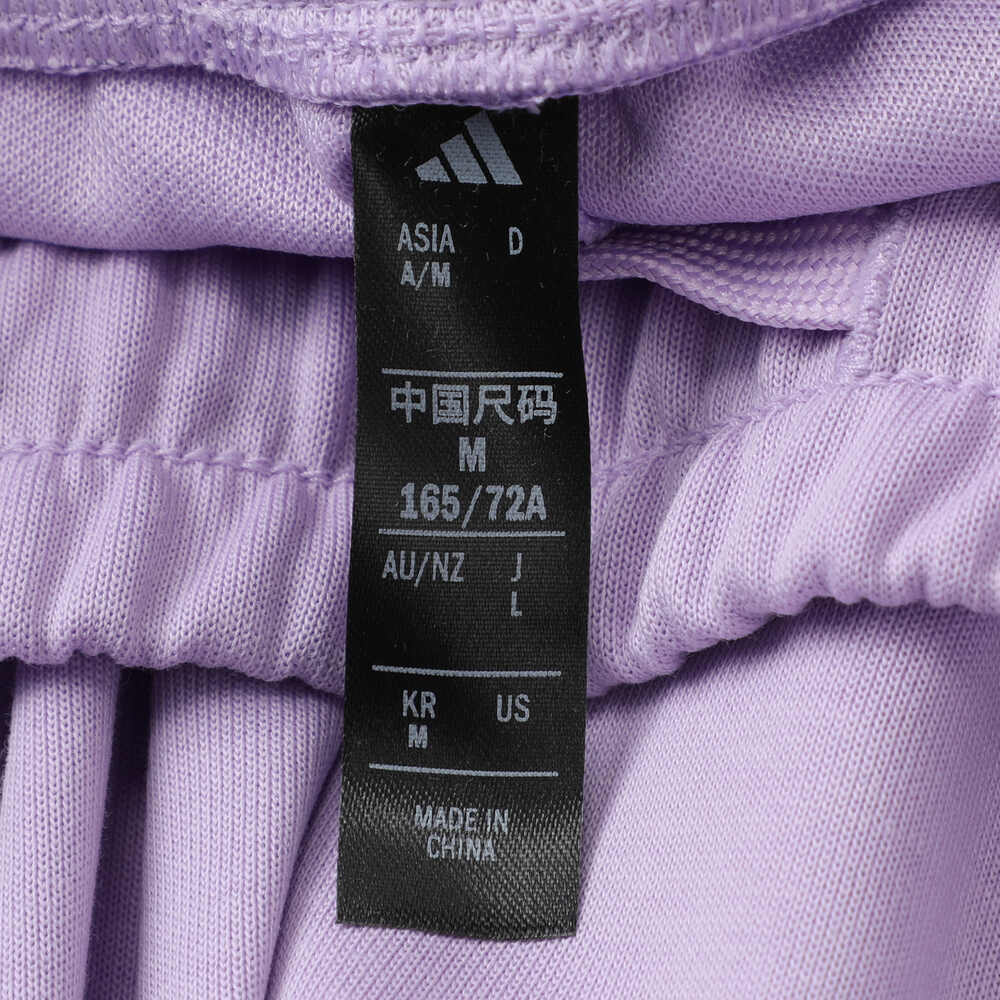 ASIA D
A/M
中国尺码
M
165/72A
AU/NZ J
L
KR US
M
MADE IN
CHINA